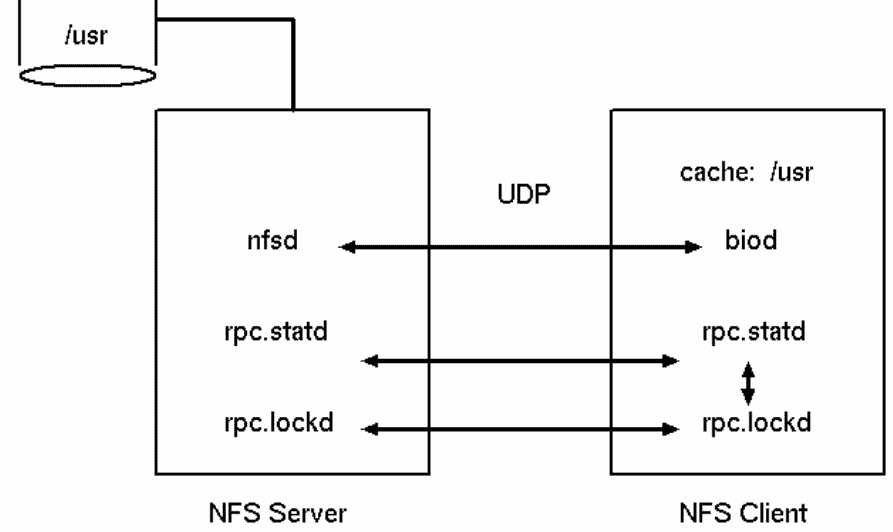 /usr
cache: /usr
UDP
nfsd
biod
rpc.statd
rpc.statd
rpc.lockd
rpc.lockd
NFS Server
NFS Client